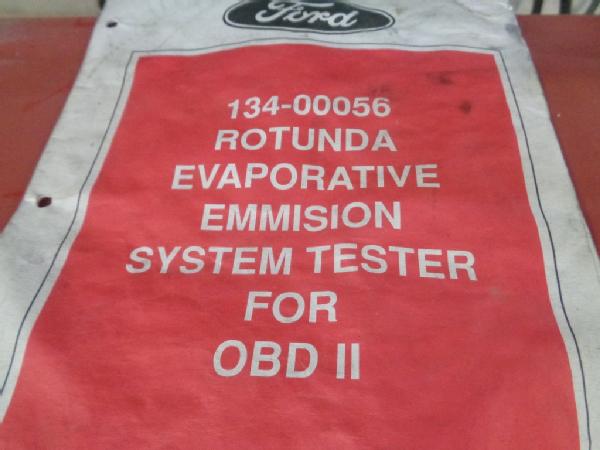 Ford
134-00056
ROTUNDA
EVAPORATIVE
EMMISION
SYSTEM TESTER
FOR
OBD II